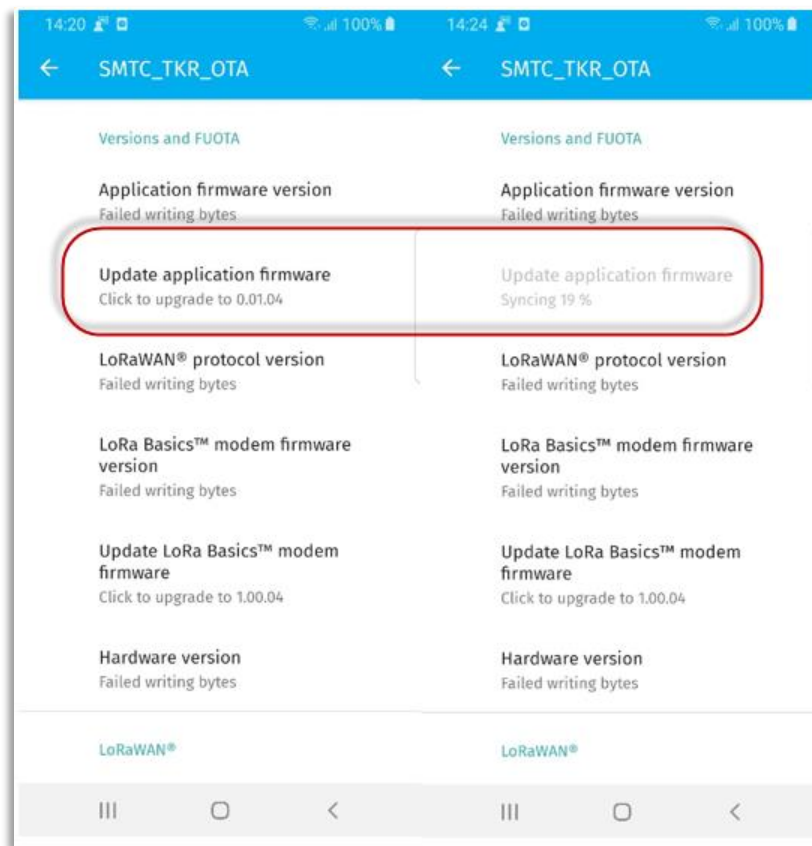 14:20
100%
SMTC_TKR_OTA
Versions and FUOTA
Application firmware version
Failed writing bytes
Update application firmware
Click to upgrade to 0.01.04
LoRaWAN® protocol version
Failed writing bytes
LoRa Basics™ modem firmware
version
Failed writing bytes
Update LoRa Basics™ modem
firmware
Click to upgrade to 1.00.04
Hardware version
Failed writing bytes
LoRaWAN®
14:24
100%
SMTC_TKR_OTA
Versions and FUOTA
Application firmware version
Failed writing bytes
Update application firmware
Syncing 19 %
LoRaWAN® protocol version
Failed writing bytes
LoRa Basics™ modem firmware
version
Failed writing bytes
Update LoRa Basics™ modem
firmware
Click to upgrade to 1.00.04
Hardware version
Failed writing bytes
LoRaWAN®